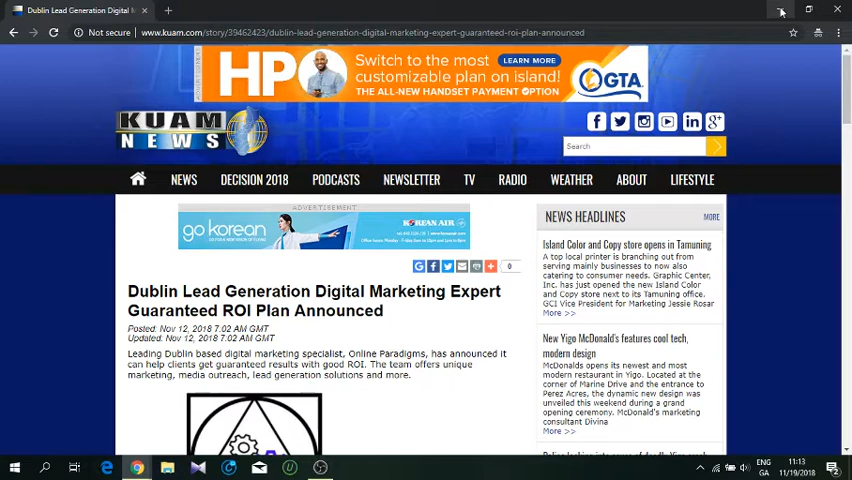 Dublin Lead Generation Digital M
Not secure
www.kuam.com/story/39462423/dublin-lead-generation-digital-marketing-expert-guaranteed-roi-plan-announced
ADVERTISEMENT
HPO
Switch to the most
customizable plan on island!
THE ALL-NEW HANDSET PAYMENT OPTION
LEARN MORE
GTA
KUAM
NEWS
Search
NEWS
DECISION 2018
PODCASTS
NEWSLETTER
TV
RADIO
WEATHER
ABOUT
LIFESTYLE
ADVERTISEMENT
go korean
KOREAN AIR
0
Dublin Lead Generation Digital Marketing Expert
Guaranteed ROI Plan Announced
Posted: Nov 12, 2018 7:02 AM GMT
Updated: Nov 12, 2018 7:02 AM GMT
Leading Dublin based digital marketing specialist, Online Paradigms, has announced it
can help clients get guaranteed results with good ROI. The team offers unique
marketing, media outreach, lead generation solutions and more.
NEWS HEADLINES
MORE
Island Color and Copy store opens in Tamuning
A top local printer is branching out from
serving mainly businesses to now also
catering to consumer needs. Graphic Center,
Inc. has just opened the new Island Color
and Copy store next to its Tamuning office.
GCI Vice President of Marketing Jessie Rosar
More >>
New Yigo McDonald's features cool tech,
modern design
McDonalds opens its newest and most
modern restaurant in Yigo. Located at the
corner of Marine Drive and the entrance to
Perez Acres, the dynamic new design was
unveiled this weekend during a grand
opening ceremony. McDonald's marketing
consultant Divina
More >>
ENG
GA
11:13
11/19/2018
2